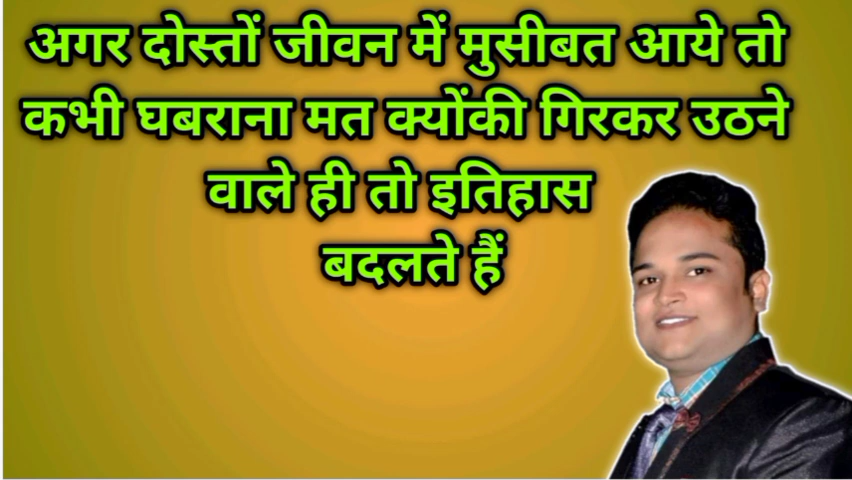 अगर दोस्तों जीवन में मुसीबत आये तो
कभी घबराना मत क्योंकी गिरकर उठने
वाले ही तो इतिहास
बदलते हैं